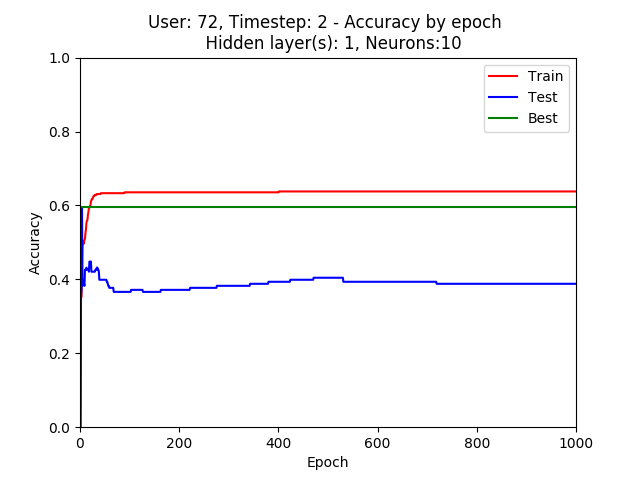 User: 72, Timestep: 2 - Accuracy by epoch
Hidden layer(s): 1, Neurons:10
1.0
0.8
0.6
0.4
0.2
0.0
Accuracy
Train
Test
Best
0 200 400 600 800 1000
Epoch